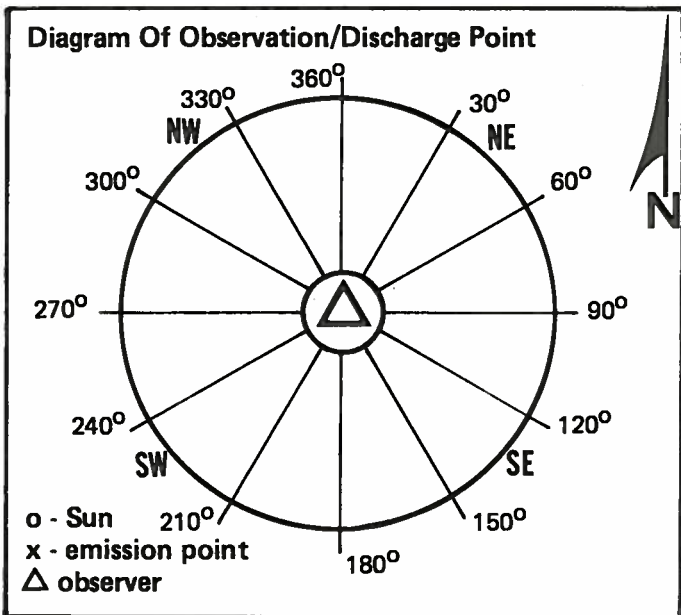 Diagram Of Observation/Discharge Point
360°
330°
30°
NW
NE
300°
60°
N
270°
90°
240°
120°
SW
SE
o - Sun
210°
150°
x - emission point
180°
△ observer